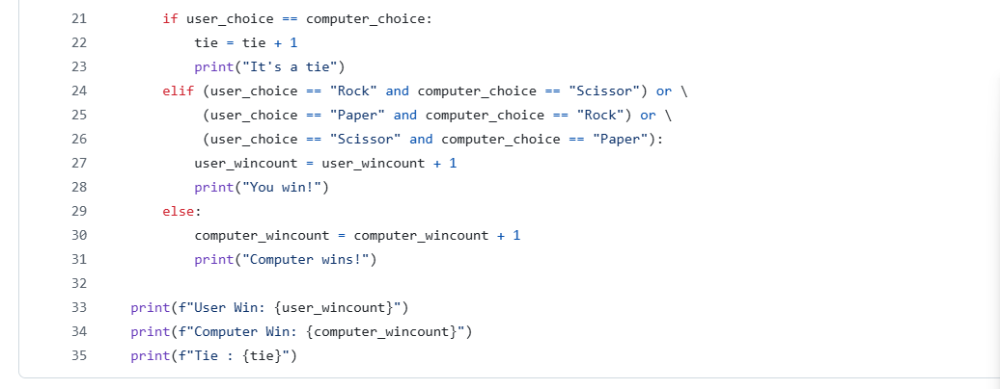 21 if user_choice == computer_choice:
22 tie = tie + 1
23 print("It's a tie")
24 elif (user_choice == "Rock" and computer_choice == "Scissor") or \
25 (user_choice == "Paper" and computer_choice == "Rock") or \
26 (user_choice == "Scissor" and computer_choice == "Paper"):
27 user_wincount = user_wincount + 1
28 print("You win!")
29 else:
30 computer_wincount = computer_wincount + 1
31 print("Computer wins!")
32
33 print(f"User Win: {user_wincount}")
34 print(f"Computer Win: {computer_wincount}")
35 print(f"Tie : {tie}")